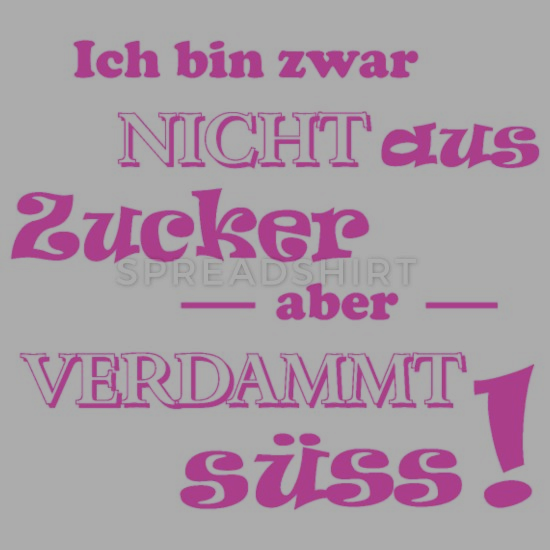 Ich bin zwar
NICHT aus
Zucker
SPREADSHIRT
— aber —
VERDAMMT
süss!